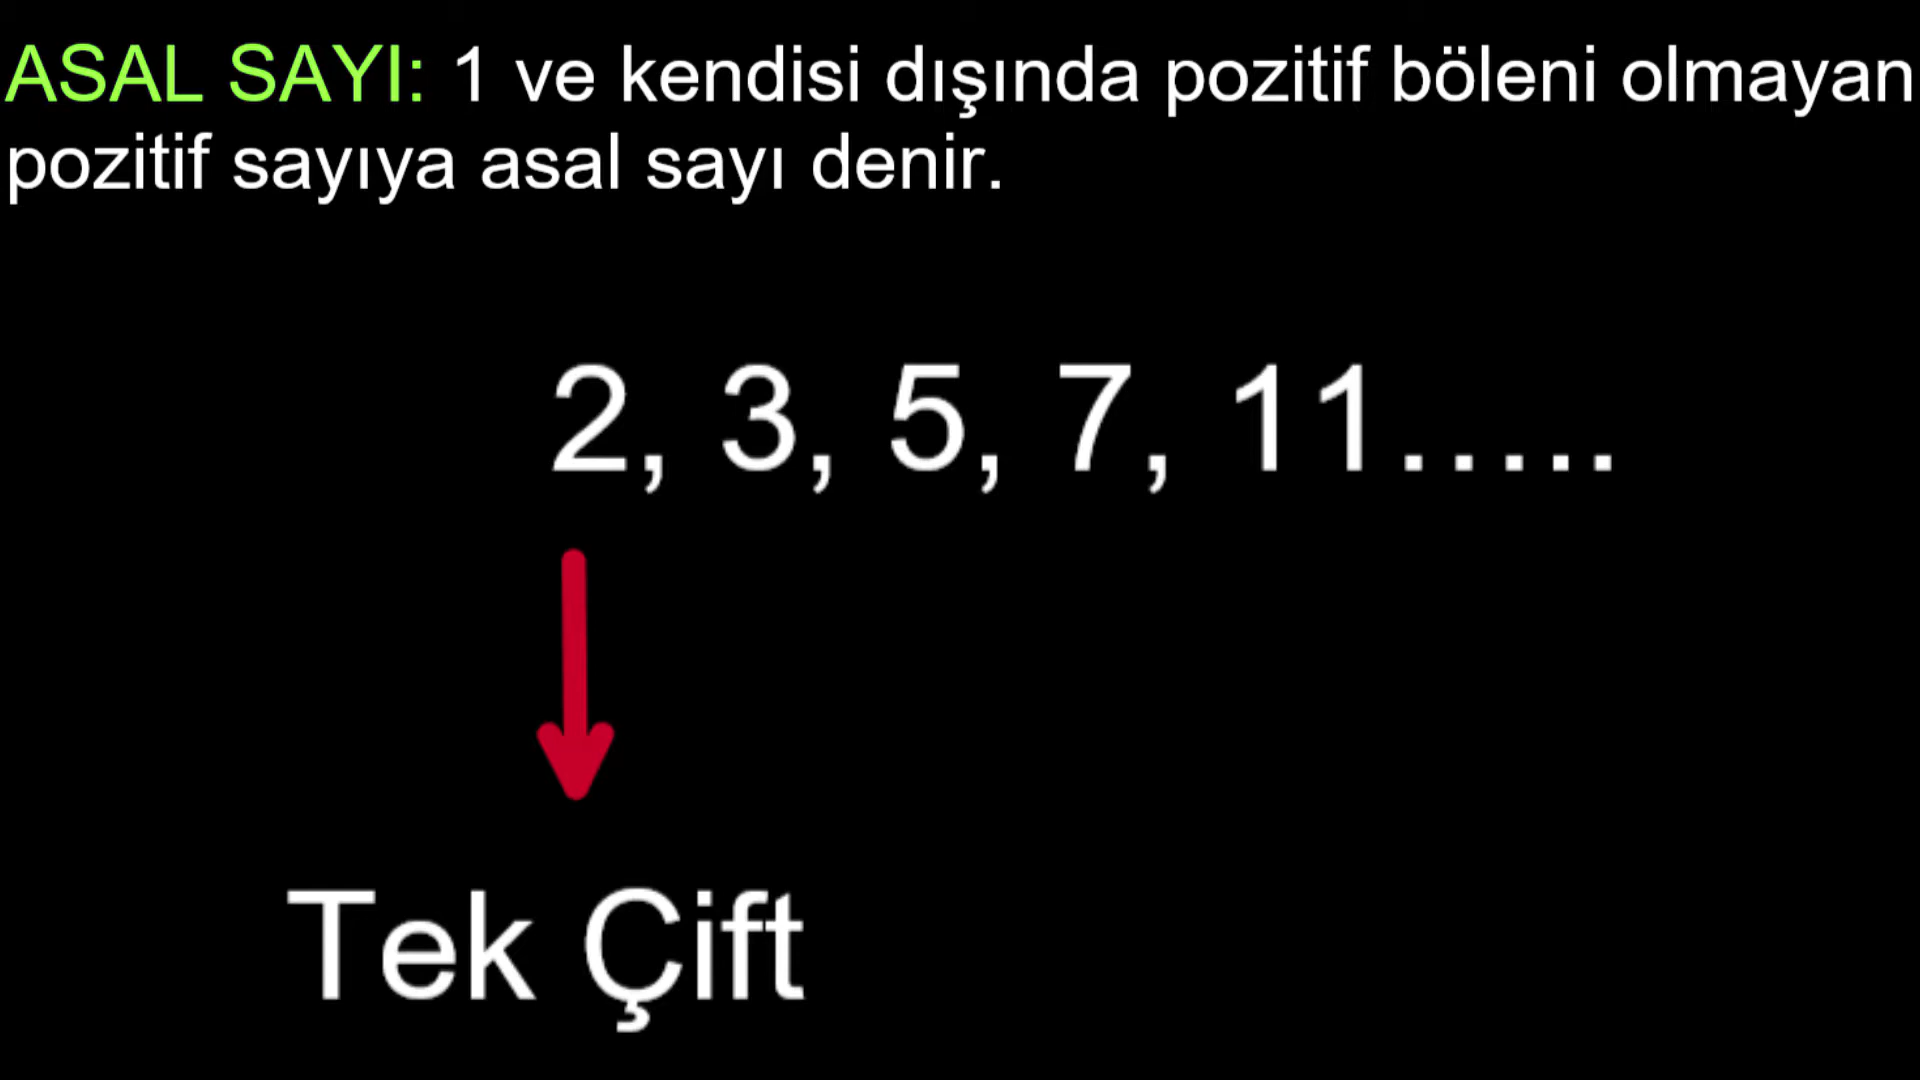 ASAL SAYI: 1 ve kendisi dışında pozitif böleni olmayan
pozitif sayıya asal sayı denir.
2, 3, 5, 7, 11.....
Tek Çift